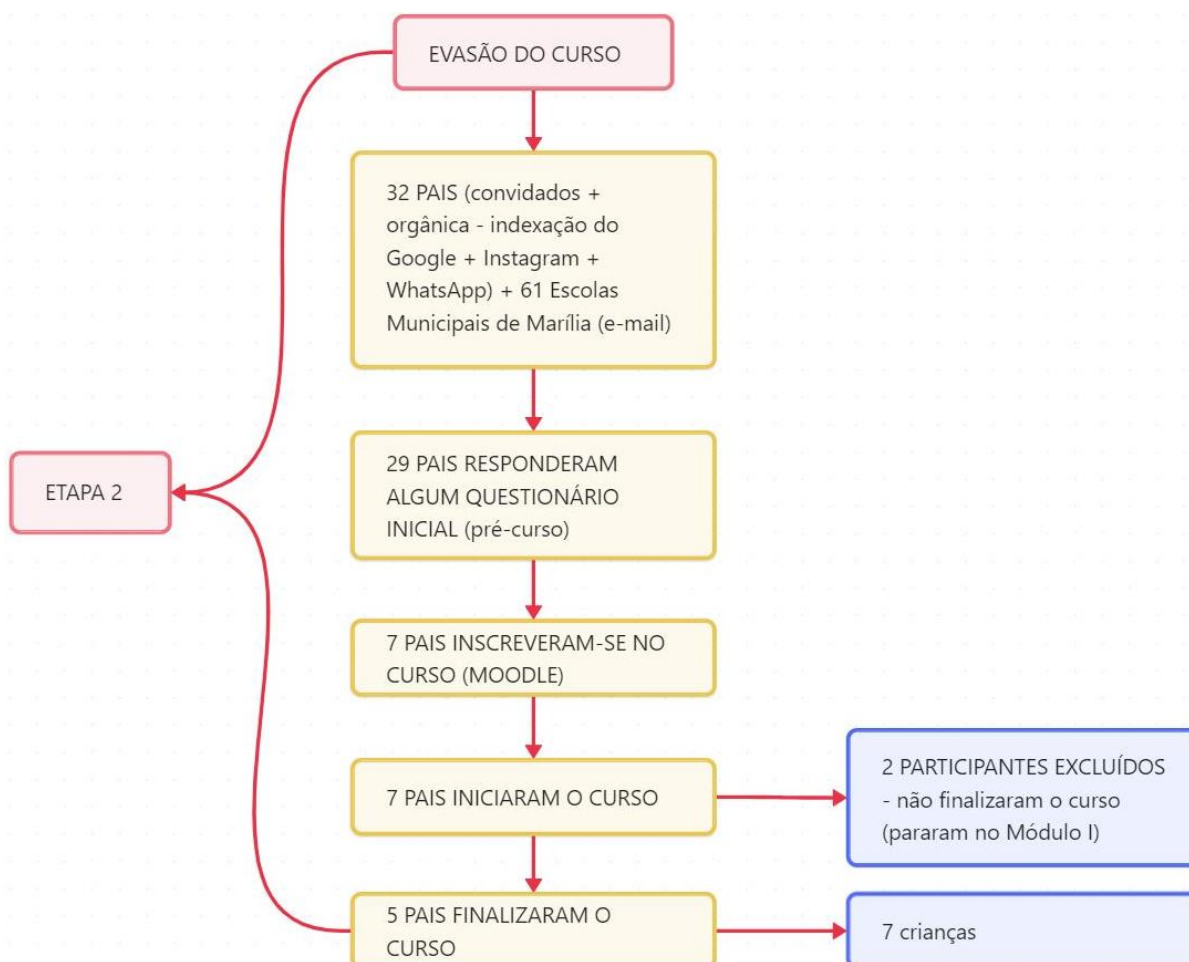 EVASÃO DO CURSO
32 PAIS (convidados +
orgânica - indexação do
Google + Instagram +
WhatsApp) + 61 Escolas
Municipais de Marília (e-mail)
29 PAIS RESPONDERAM
ALGUM QUESTIONÁRIO
INICIAL (pré-curso)
ETAPA 2
7 PAIS INSCREVERAM-SE NO
CURSO (MOODLE)
7 PAIS INICIARAM O CURSO
2 PARTICIPANTES EXCLUÍDOS
- não finalizaram o curso
(pararam no Módulo I)
5 PAIS FINALIZARAM O
CURSO
7 crianças